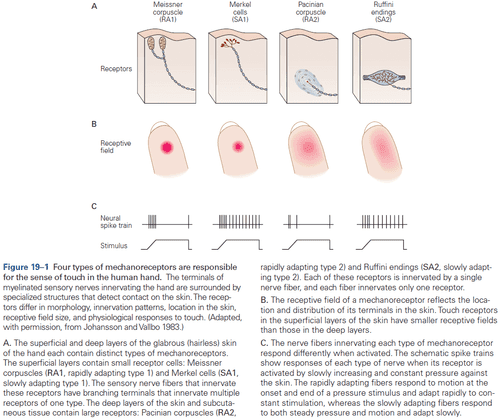 A
Meissner corpuscle (RA1)
Merkel cells (SA1)
Pacinian corpuscle (RA2)
Ruffini endings (SA2)
Receptors
B
Receptive field
C
Neural spike train
Stimulus
Figure 19–1 Four types of mechanoreceptors are responsible
for the sense of touch in the human hand. The terminals of
myelinated sensory nerves innervating the hand are surrounded by
specialized structures that detect contact on the skin. The recep-
tors differ in morphology, innervation patterns, location in the skin,
receptive field size, and physiological responses to touch. (Adapted,
with permission, from Johansson and Vallbo 1983.)
A. The superficial and deep layers of the glabrous (hairless) skin
of the hand each contain distinct types of mechanoreceptors.
The superficial layers contain small receptor cells: Meissner
corpuscles (RA1, rapidly adapting type 1) and Merkel cells (SA1,
slowly adapting type 1). The sensory nerve fibers that innervate
these receptors have branching terminals that innervate multiple
receptors of one type. The deep layers of the skin and subcuta-
neous tissue contain large receptors: Pacinian corpuscles (RA2,
rapidly adapting type 2) and Ruffini endings (SA2, slowly adapt-
ing type 2). Each of these receptors is innervated by a single
nerve fiber, and each fiber innervates only one receptor.
B. The receptive field of a mechanoreceptor reflects the loca-
tion and distribution of its terminals in the skin. Touch receptors
in the superficial layers of the skin have smaller receptive fields
than those in the deep layers.
C. The nerve fibers innervating each type of mechanoreceptor
respond differently when activated. The schematic spike trains
show responses of each type of nerve when its receptor is
activated by slowly increasing and constant pressure against
the skin. The rapidly adapting fibers respond to motion at the
onset and end of a pressure stimulus and adapt rapidly to con-
stant stimulation, whereas the slowly adapting fibers respond
to both steady pressure and motion and adapt slowly.